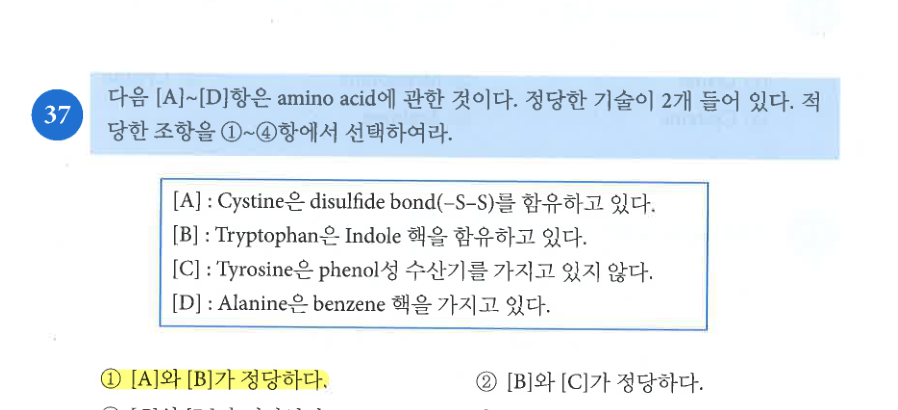 37
다음 [A]~[D]항은 amino acid에 관한 것이다. 정당한 기술이 2개 들어 있다. 적
당한 조항을 ①~④항에서 선택하여라.
[A] : Cystine은 disulfide bond(–S–S)를 함유하고 있다.
[B] : Tryptophan은 Indole 핵을 함유하고 있다.
[C] : Tyrosine은 phenol성 수산기를 가지고 있지 않다.
[D] : Alanine은 benzene 핵을 가지고 있다.
① [A]와 [B]가 정당하다.
② [B]와 [C]가 정당하다.